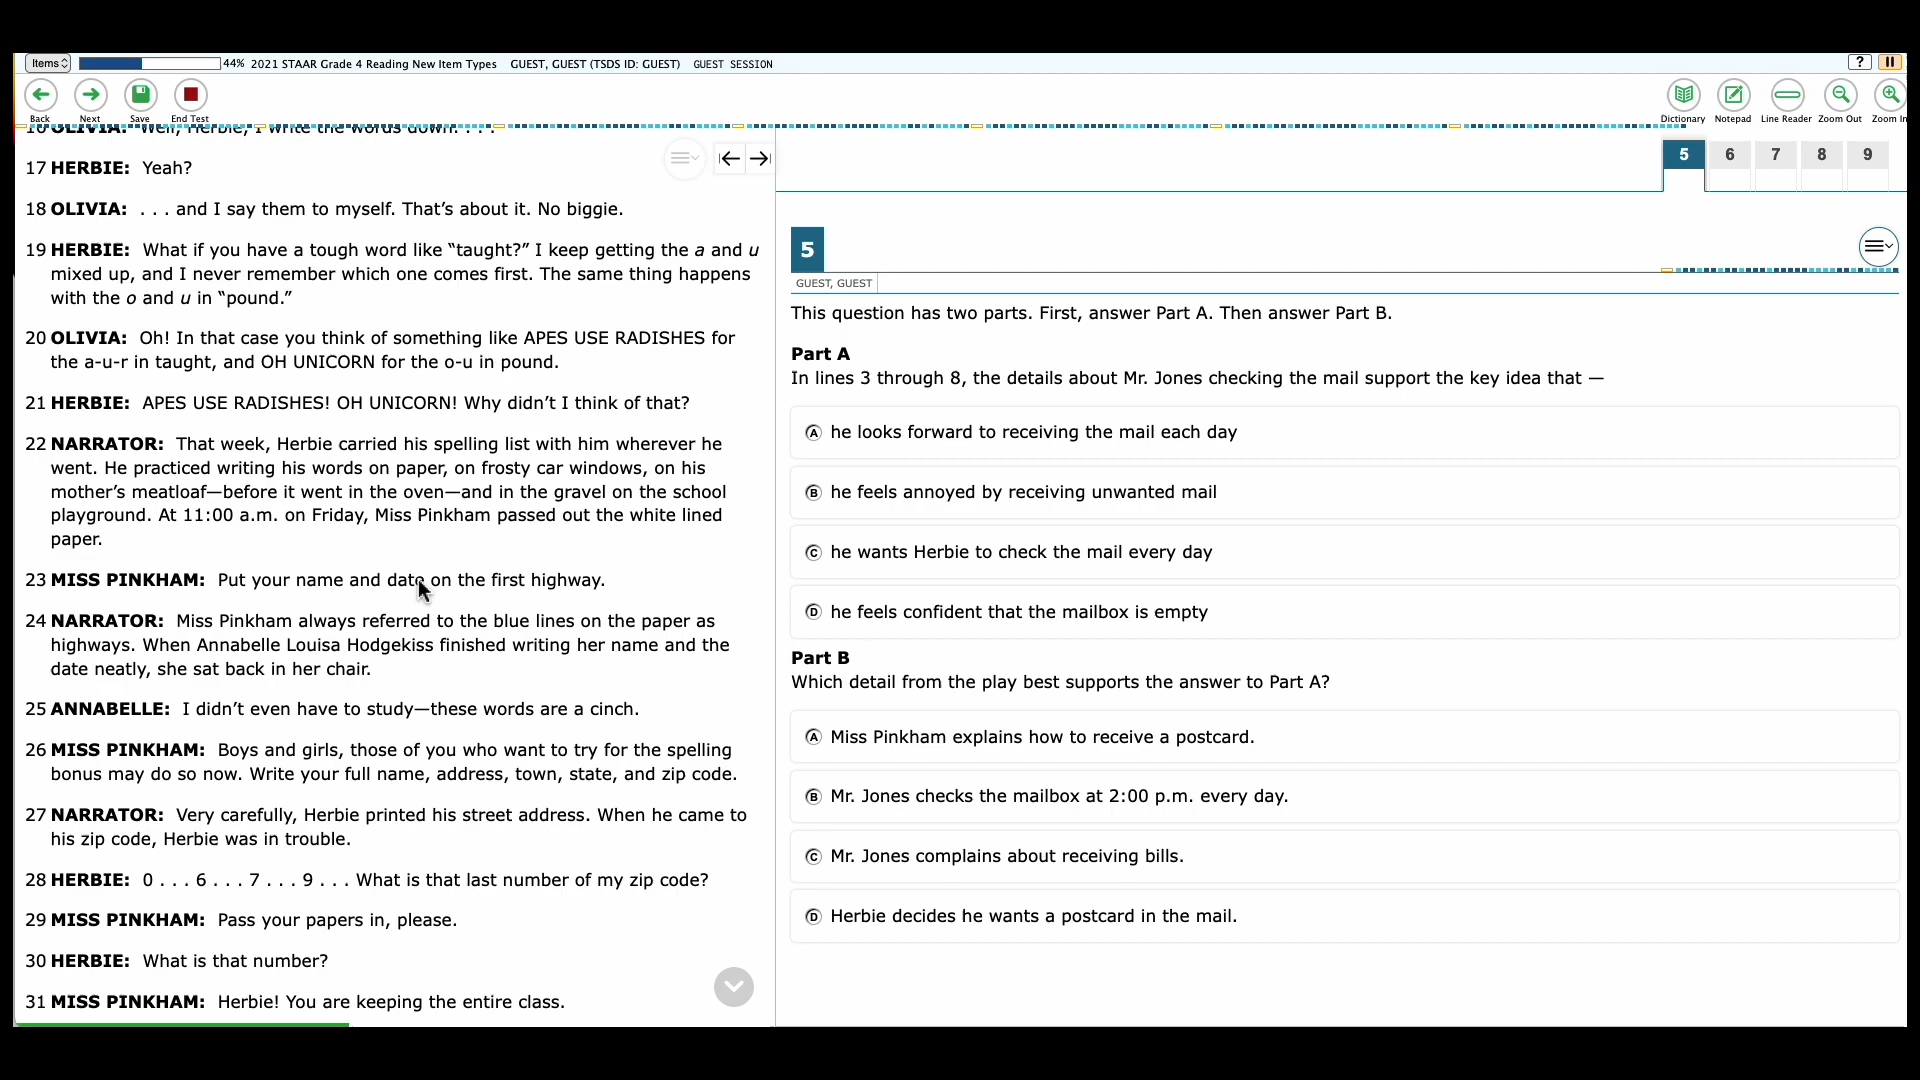 Items 44% 2021 STAAR Grade 4 Reading New Item Types GUEST, GUEST (TSDS ID: GUEST) GUEST SESSION ?
Back Next Save End Test Dictionary Notepad Line Reader Zoom Out Zoom In
16 OLIVIA: Well, Herbie, I write the words down. . . .
17 HERBIE: Yeah?
18 OLIVIA: . . . and I say them to myself. That’s about it. No biggie.
19 HERBIE: What if you have a tough word like “taught?” I keep getting the a and u
mixed up, and I never remember which one comes first. The same thing happens
with the o and u in “pound.”
20 OLIVIA: Oh! In that case you think of something like APES USE RADISHES for
the a-u-r in taught, and OH UNICORN for the o-u in pound.
21 HERBIE: APES USE RADISHES! OH UNICORN! Why didn’t I think of that?
22 NARRATOR: That week, Herbie carried his spelling list with him wherever he
went. He practiced writing his words on paper, on frosty car windows, on his
mother’s meatloaf—before it went in the oven—and in the gravel on the school
playground. At 11:00 a.m. on Friday, Miss Pinkham passed out the white lined
paper.
23 MISS PINKHAM: Put your name and date on the first highway.
24 NARRATOR: Miss Pinkham always referred to the blue lines on the paper as
highways. When Annabelle Louisa Hodgekiss finished writing her name and the
date neatly, she sat back in her chair.
25 ANNABELLE: I didn’t even have to study—these words are a cinch.
26 MISS PINKHAM: Boys and girls, those of you who want to try for the spelling
bonus may do so now. Write your full name, address, town, state, and zip code.
27 NARRATOR: Very carefully, Herbie printed his street address. When he came to
his zip code, Herbie was in trouble.
28 HERBIE: 0 . . . 6 . . . 7 . . . 9 . . . What is that last number of my zip code?
29 MISS PINKHAM: Pass your papers in, please.
30 HERBIE: What is that number?
31 MISS PINKHAM: Herbie! You are keeping the entire class.
5 6 7 8 9
5
GUEST, GUEST
This question has two parts. First, answer Part A. Then answer Part B.
Part A
In lines 3 through 8, the details about Mr. Jones checking the mail support the key idea that —
A he looks forward to receiving the mail each day
B he feels annoyed by receiving unwanted mail
C he wants Herbie to check the mail every day
D he feels confident that the mailbox is empty
Part B
Which detail from the play best supports the answer to Part A?
A Miss Pinkham explains how to receive a postcard.
B Mr. Jones checks the mailbox at 2:00 p.m. every day.
C Mr. Jones complains about receiving bills.
D Herbie decides he wants a postcard in the mail.